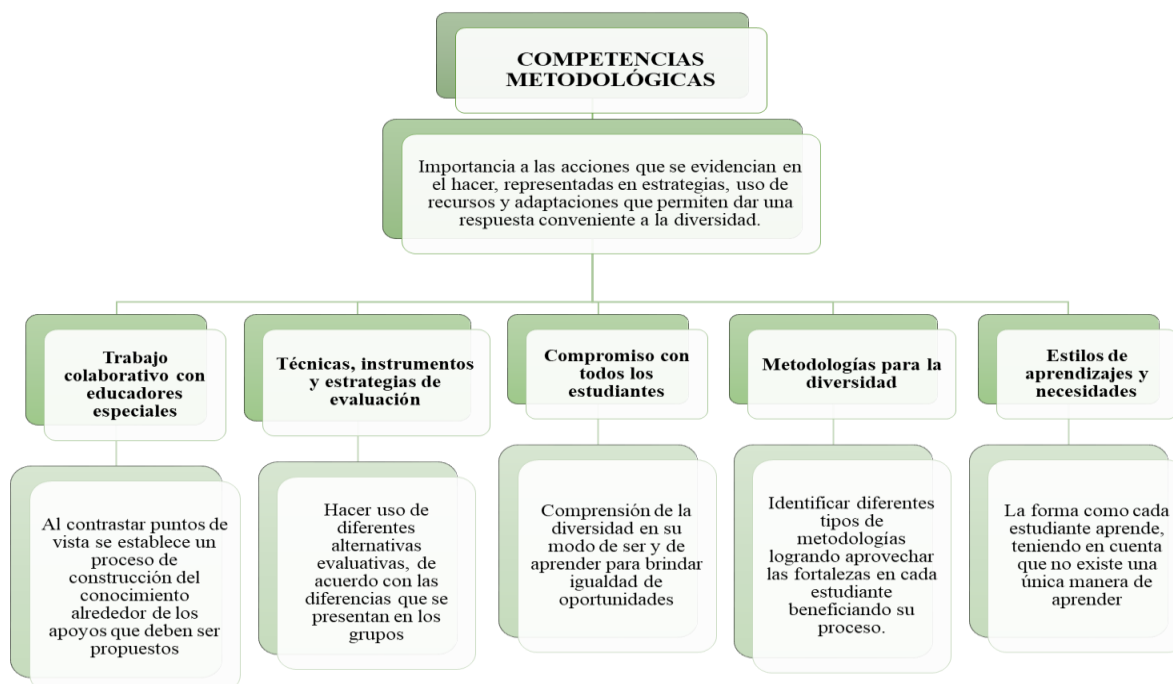 COMPETENCIAS
METODOLÓGICAS
Importancia a las acciones que se evidencian en
el hacer, representadas en estrategias, uso de
recursos y adaptaciones que permiten dar una
respuesta conveniente a la diversidad.
Trabajo
colaborativo con
educadores
especiales
Al contrastar puntos de
vista se establece un
proceso de
construcción del
conocimiento
alrededor de los
apoyos que deben ser
propuestos
Técnicas, instrumentos
y estrategias de
evaluación
Hacer uso de
diferentes
alternativas
evaluativas, de
acuerdo con las
diferencias que se
presentan en los
grupos
Compromiso con
todos los
estudiantes
Comprensión de la
diversidad en su
modo de ser y de
aprender para brindar
igualdad de
oportunidades
Metodologías para la
diversidad
Identificar diferentes
tipos de
metodologías
logrando aprovechar
las fortalezas en cada
estudiante
beneficiando su
proceso.
Estilos de
aprendizajes y
necesidades
La forma como cada
estudiante aprende,
teniendo en cuenta
que no existe una
única manera de
aprender